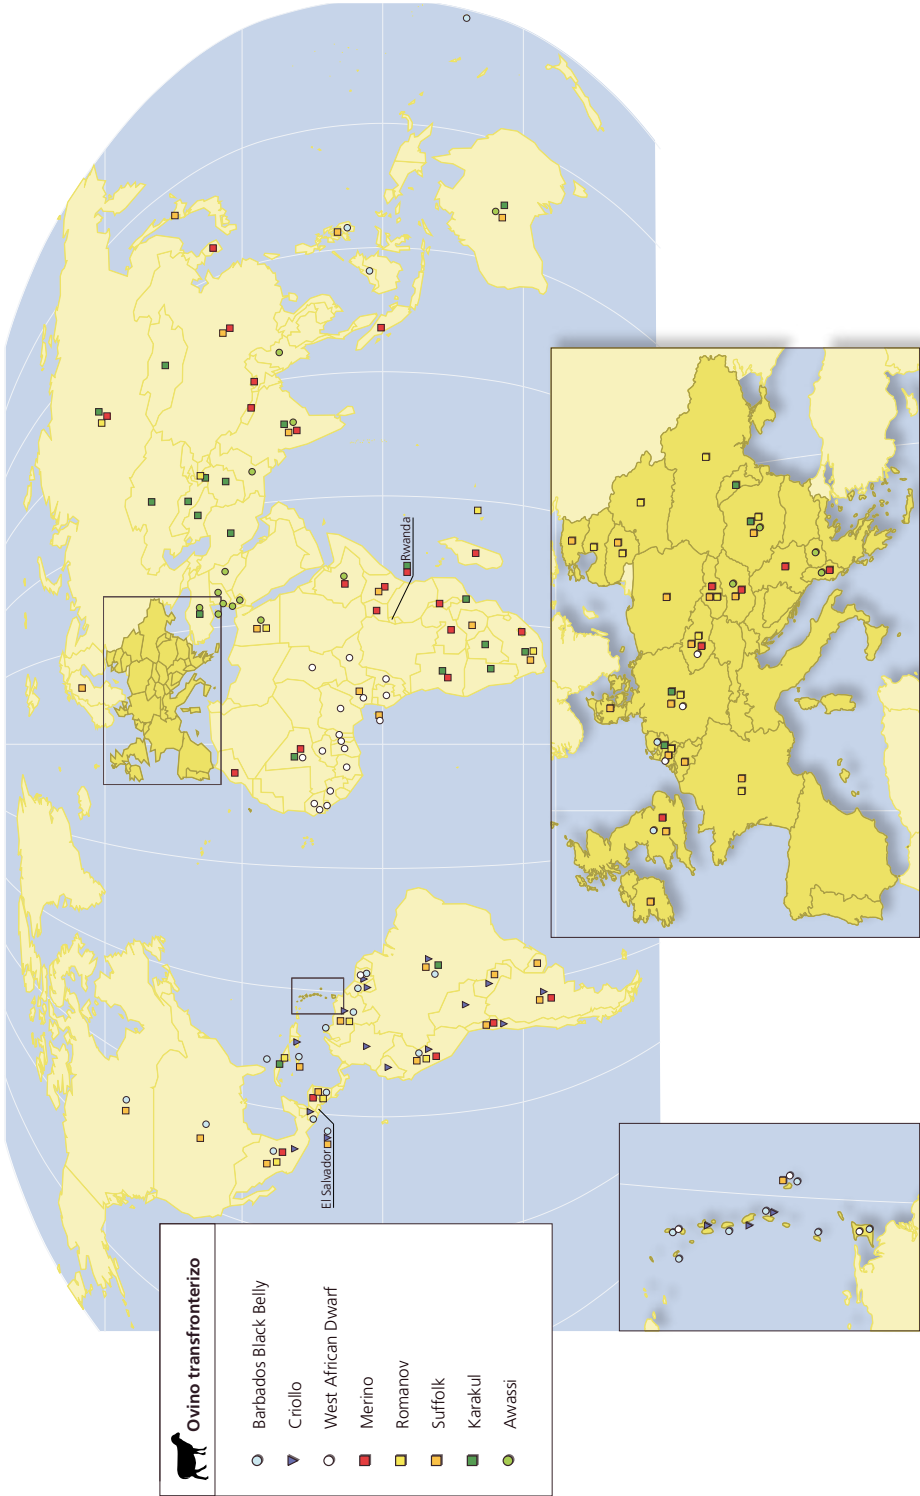 Ovino transfronterizo
Barbados Black Belly
Criollo
West African Dwarf
Merino
Romanov
Suffolk
Karakul
Awassi
El Salvador
Rwanda